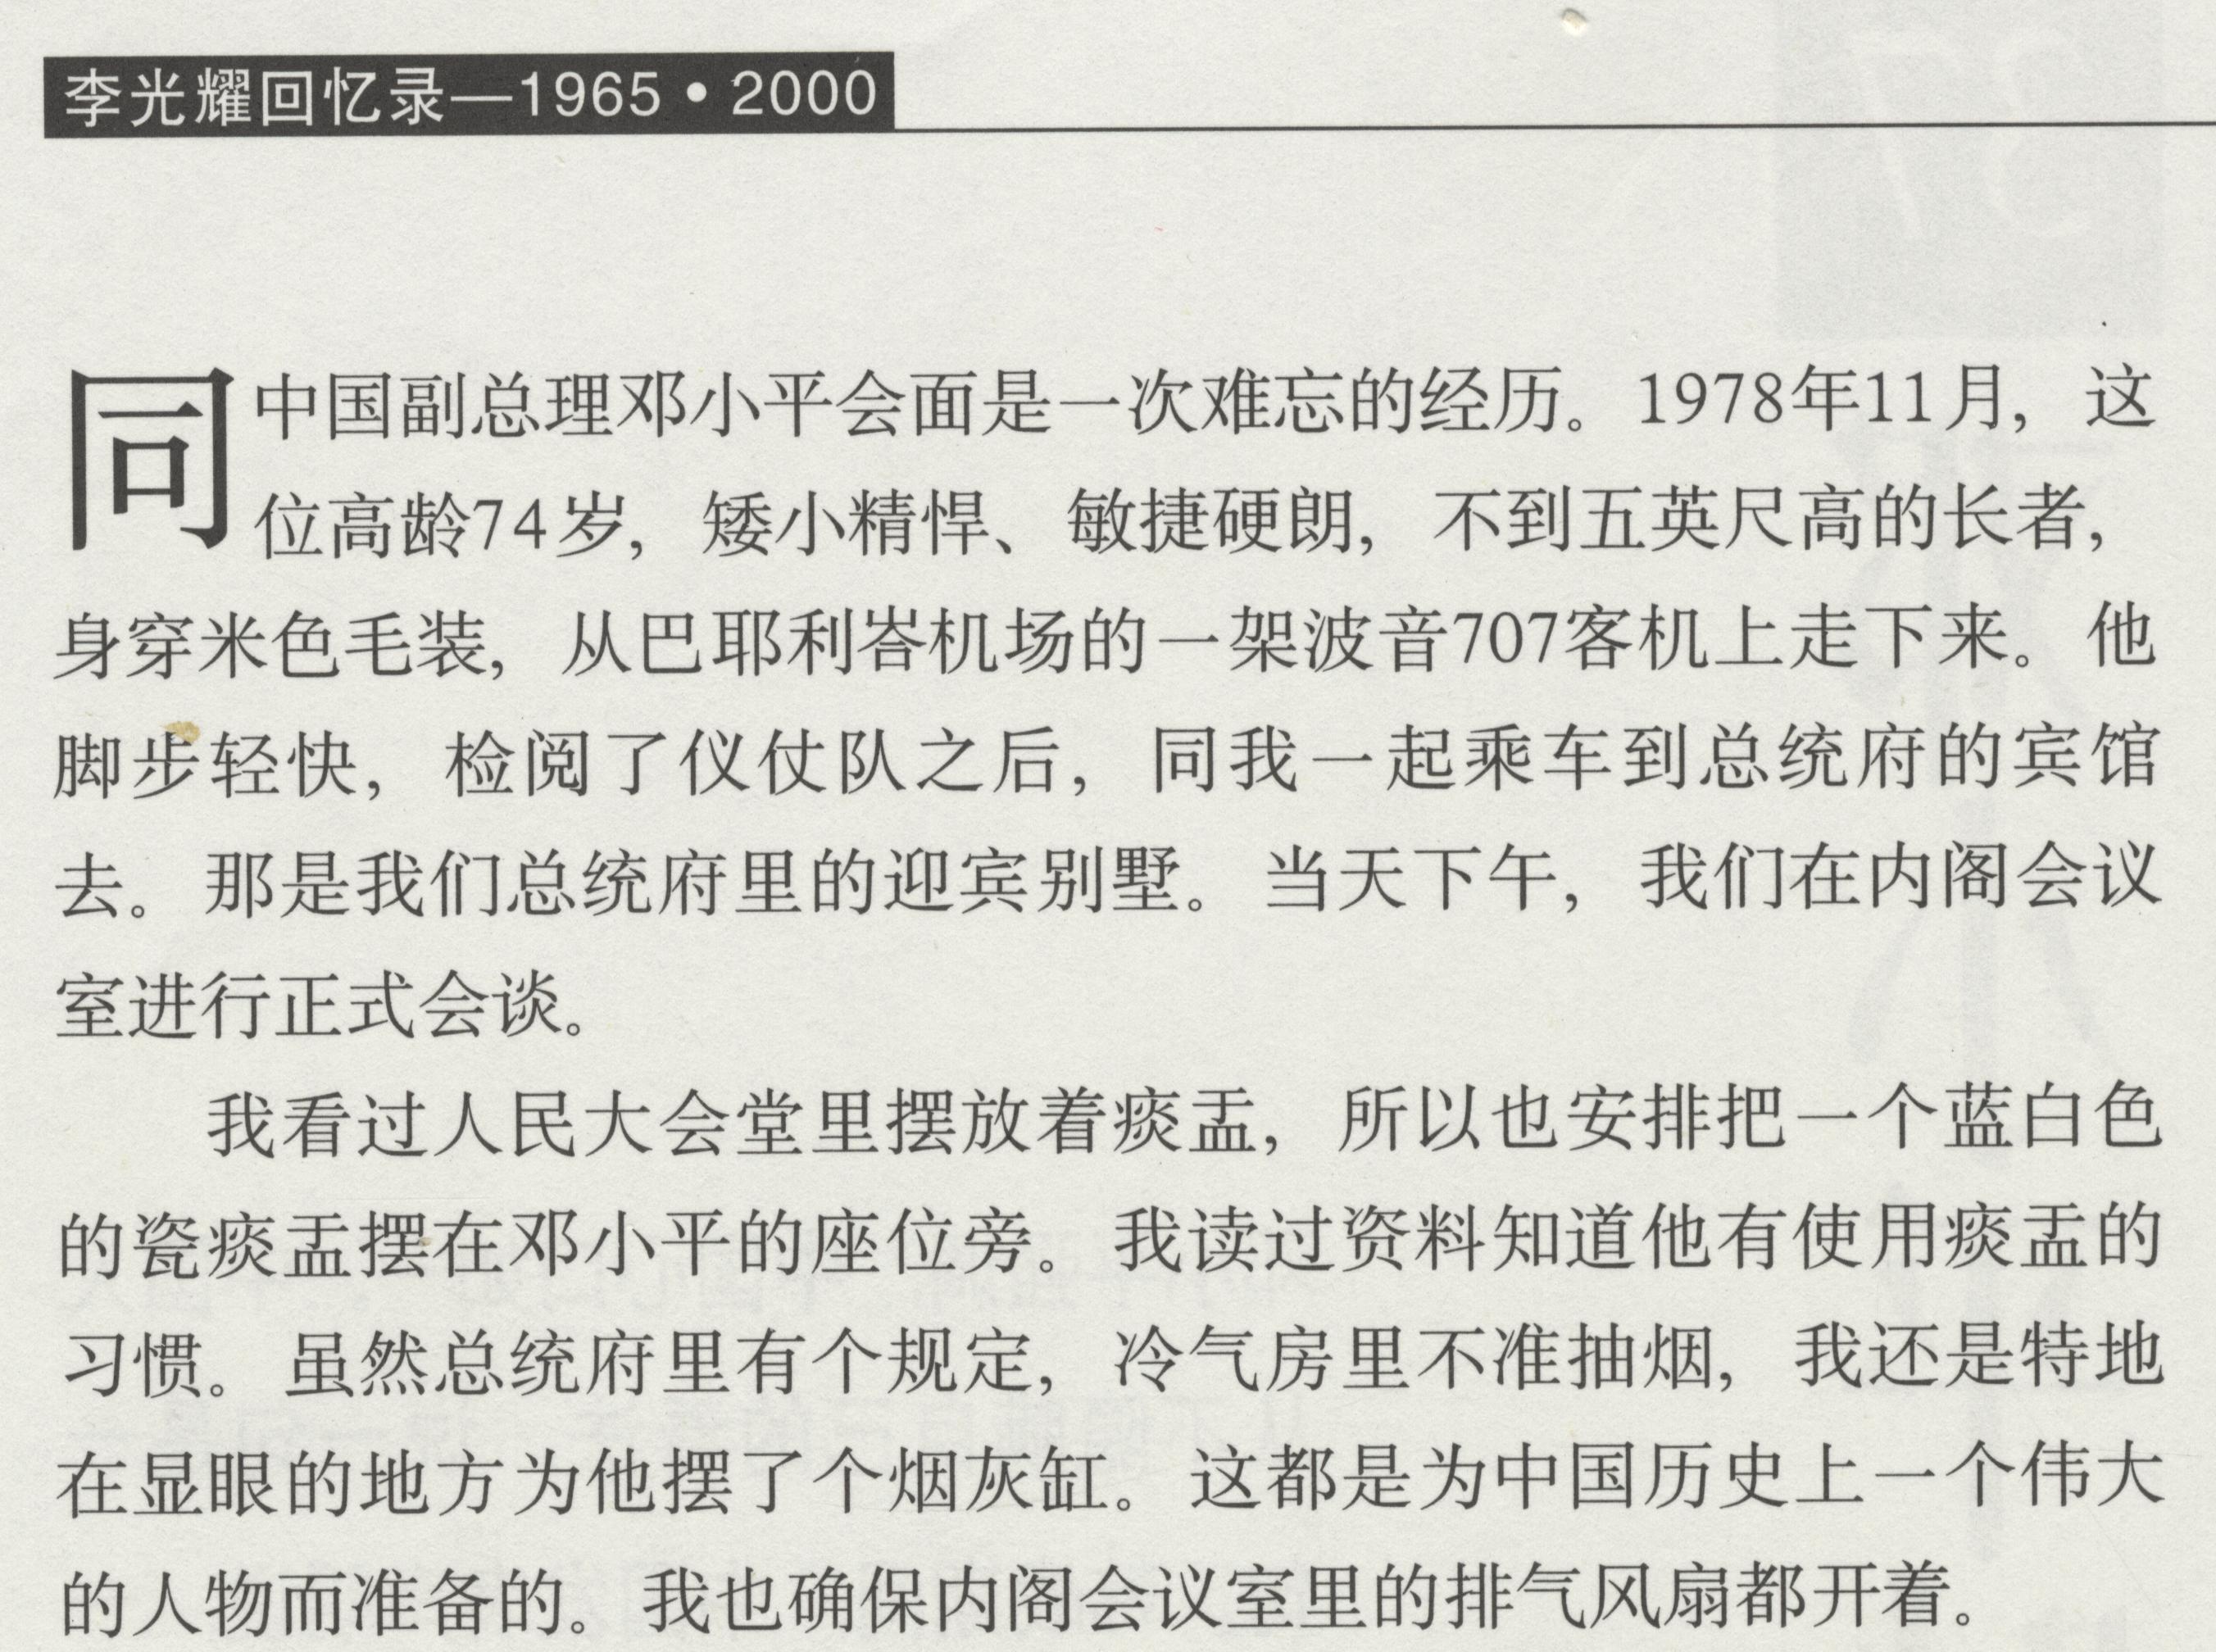 李光耀回忆录—1965·2000
同中国副总理邓小平会面是一次难忘的经历。1978年11月，这
位高龄74岁，矮小精悍、敏捷硬朗，不到五英尺高的长者，
身穿米色毛装，从巴耶利峇机场的一架波音707客机上走下来。他
脚步轻快，检阅了仪仗队之后，同我一起乘车到总统府的宾馆
去。那是我们总统府里的迎宾别墅。当天下午，我们在内阁会议
室进行正式会谈。
我看过人民大会堂里摆放着痰盂，所以也安排把一个蓝白色
的瓷痰盂摆在邓小平的座位旁。我读过资料知道他有使用痰盂的
习惯。虽然总统府里有个规定，冷气房里不准抽烟，我还是特地
在显眼的地方为他摆了个烟灰缸。这都是为中国历史上一个伟大
的人物而准备的。我也确保内阁会议室里的排气风扇都开着。